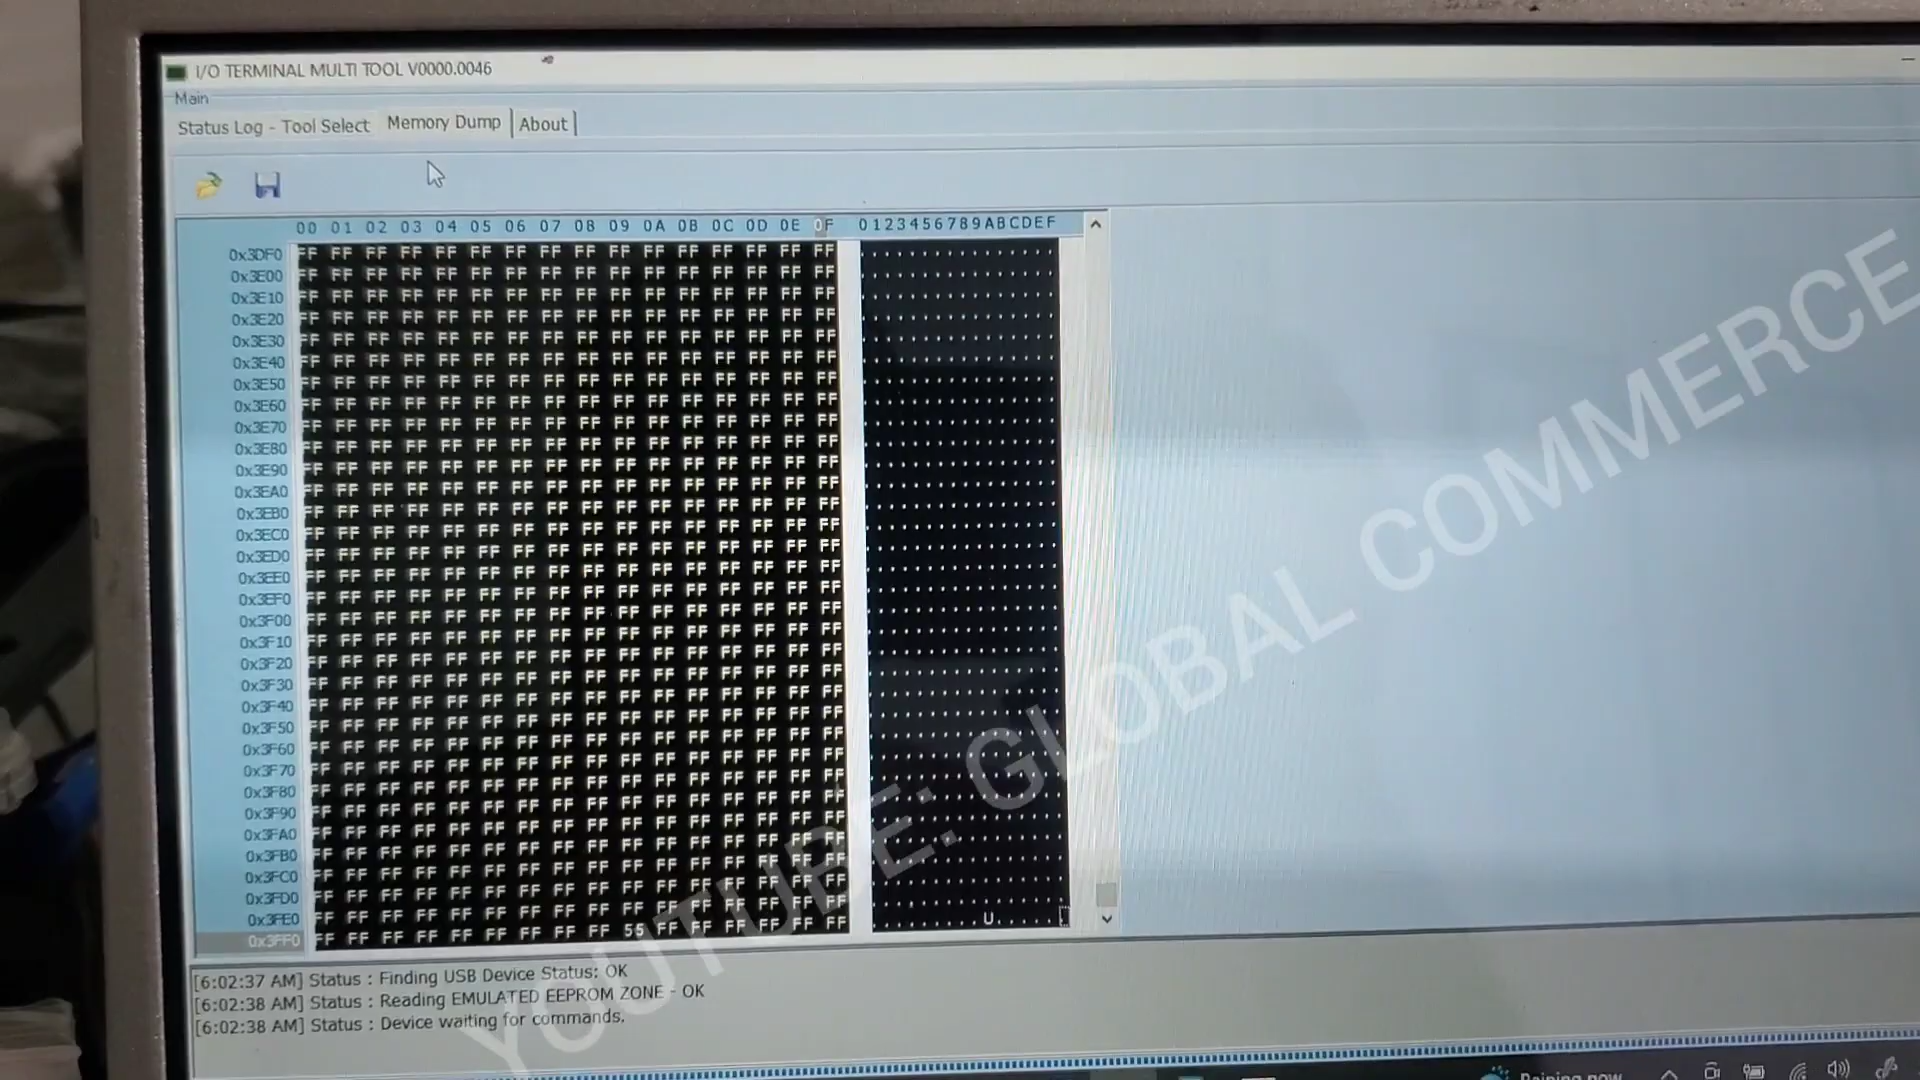 I/O TERMINAL MULTI TOOL V0000.0046
Main
Status Log - Tool Select Memory Dump About
00 01 02 03 04 05 06 07 08 09 0A 0B 0C 0D 0E 0F 0123456789ABCDEF
0x3DF0 FF FF FF FF FF FF FF FF FF FF FF FF FF FF FF FF ................
0x3E00 FF FF FF FF FF FF FF FF FF FF FF FF FF FF FF FF ................
0x3E10 FF FF FF FF FF FF FF FF FF FF FF FF FF FF FF FF ................
0x3E20 FF FF FF FF FF FF FF FF FF FF FF FF FF FF FF FF ................
0x3E30 FF FF FF FF FF FF FF FF FF FF FF FF FF FF FF FF ................
0x3E40 FF FF FF FF FF FF FF FF FF FF FF FF FF FF FF FF ................
0x3E50 FF FF FF FF FF FF FF FF FF FF FF FF FF FF FF FF ................
0x3E60 FF FF FF FF FF FF FF FF FF FF FF FF FF FF FF FF ................
0x3E70 FF FF FF FF FF FF FF FF FF FF FF FF FF FF FF FF ................
0x3E80 FF FF FF FF FF FF FF FF FF FF FF FF FF FF FF FF ................
0x3E90 FF FF FF FF FF FF FF FF FF FF FF FF FF FF FF FF ................
0x3EA0 FF FF FF FF FF FF FF FF FF FF FF FF FF FF FF FF ................
0x3EB0 FF FF FF FF FF FF FF FF FF FF FF FF FF FF FF FF ................
0x3EC0 FF FF FF FF FF FF FF FF FF FF FF FF FF FF FF FF ................
0x3ED0 FF FF FF FF FF FF FF FF FF FF FF FF FF FF FF FF ................
0x3EE0 FF FF FF FF FF FF FF FF FF FF FF FF FF FF FF FF ................
0x3EF0 FF FF FF FF FF FF FF FF FF FF FF FF FF FF FF FF ................
0x3F00 FF FF FF FF FF FF FF FF FF FF FF FF FF FF FF FF ................
0x3F10 FF FF FF FF FF FF FF FF FF FF FF FF FF FF FF FF ................
0x3F20 FF FF FF FF FF FF FF FF FF FF FF FF FF FF FF FF ................
0x3F30 FF FF FF FF FF FF FF FF FF FF FF FF FF FF FF FF ................
0x3F40 FF FF FF FF FF FF FF FF FF FF FF FF FF FF FF FF ................
0x3F50 FF FF FF FF FF FF FF FF FF FF FF FF FF FF FF FF ................
0x3F60 FF FF FF FF FF FF FF FF FF FF FF FF FF FF FF FF ................
0x3F70 FF FF FF FF FF FF FF FF FF FF FF FF FF FF FF FF ................
0x3F80 FF FF FF FF FF FF FF FF FF FF FF FF FF FF FF FF ................
0x3F90 FF FF FF FF FF FF FF FF FF FF FF FF FF FF FF FF ................
0x3FA0 FF FF FF FF FF FF FF FF FF FF FF FF FF FF FF FF ................
0x3FB0 FF FF FF FF FF FF FF FF FF FF FF FF FF FF FF FF ................
0x3FC0 FF FF FF FF FF FF FF FF FF FF FF FF FF FF FF FF ................
0x3FD0 FF FF FF FF FF FF FF FF FF FF FF FF FF FF FF FF ................
0x3FE0 FF FF FF FF FF FF FF FF FF FF FF FF FF FF FF FF ................
0x3FF0 FF FF FF FF FF FF FF FF FF 55 FF FF FF FF FF FF .........U......
[6:02:37 AM] Status : Finding USB Device Status: OK
[6:02:38 AM] Status : Reading EMULATED EEPROM ZONE - OK
[6:02:38 AM] Status : Device waiting for commands.
Raining now
YOUTUBE: GLOBAL COMMERCE